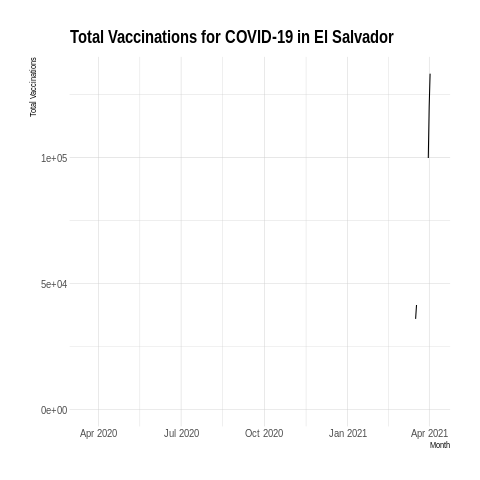 Total Vaccinations for COVID-19 in El Salvador
Total Vaccinations
1e+05
5e+04
0e+00
Apr 2020 Jul 2020 Oct 2020 Jan 2021 Apr 2021
Month